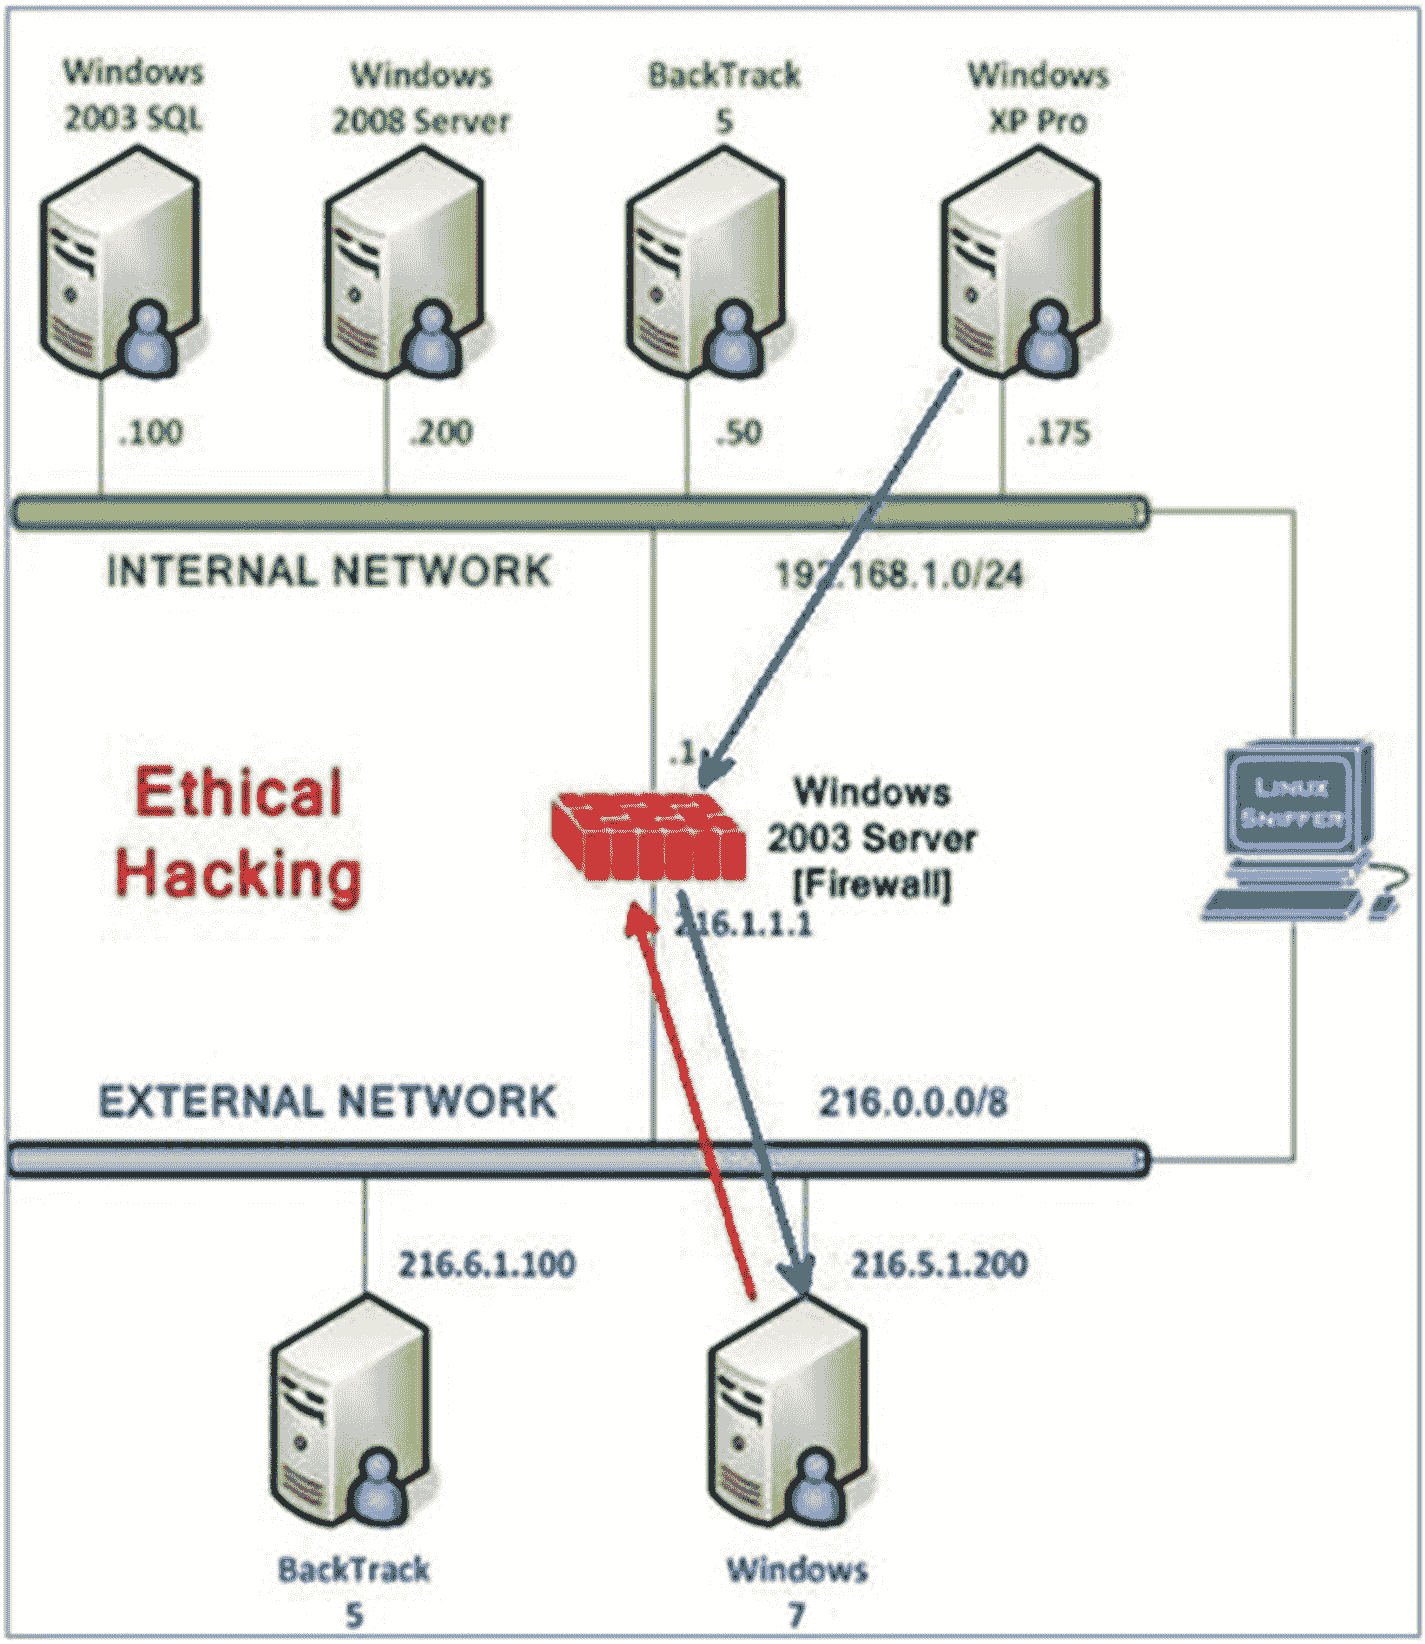 Windows
2003 SQL
Windows
2008 Server
BackTrack
5
Windows
XP Pro
.100
.200
.50
.175
INTERNAL NETWORK
192.168.1.0/24
.1
Ethical
Hacking
Windows
2003 Server
[Firewall]
LINUX
SNIFFER
216.1.1.1
EXTERNAL NETWORK
216.0.0.0/8
216.6.1.100
216.5.1.200
BackTrack
5
Windows
7